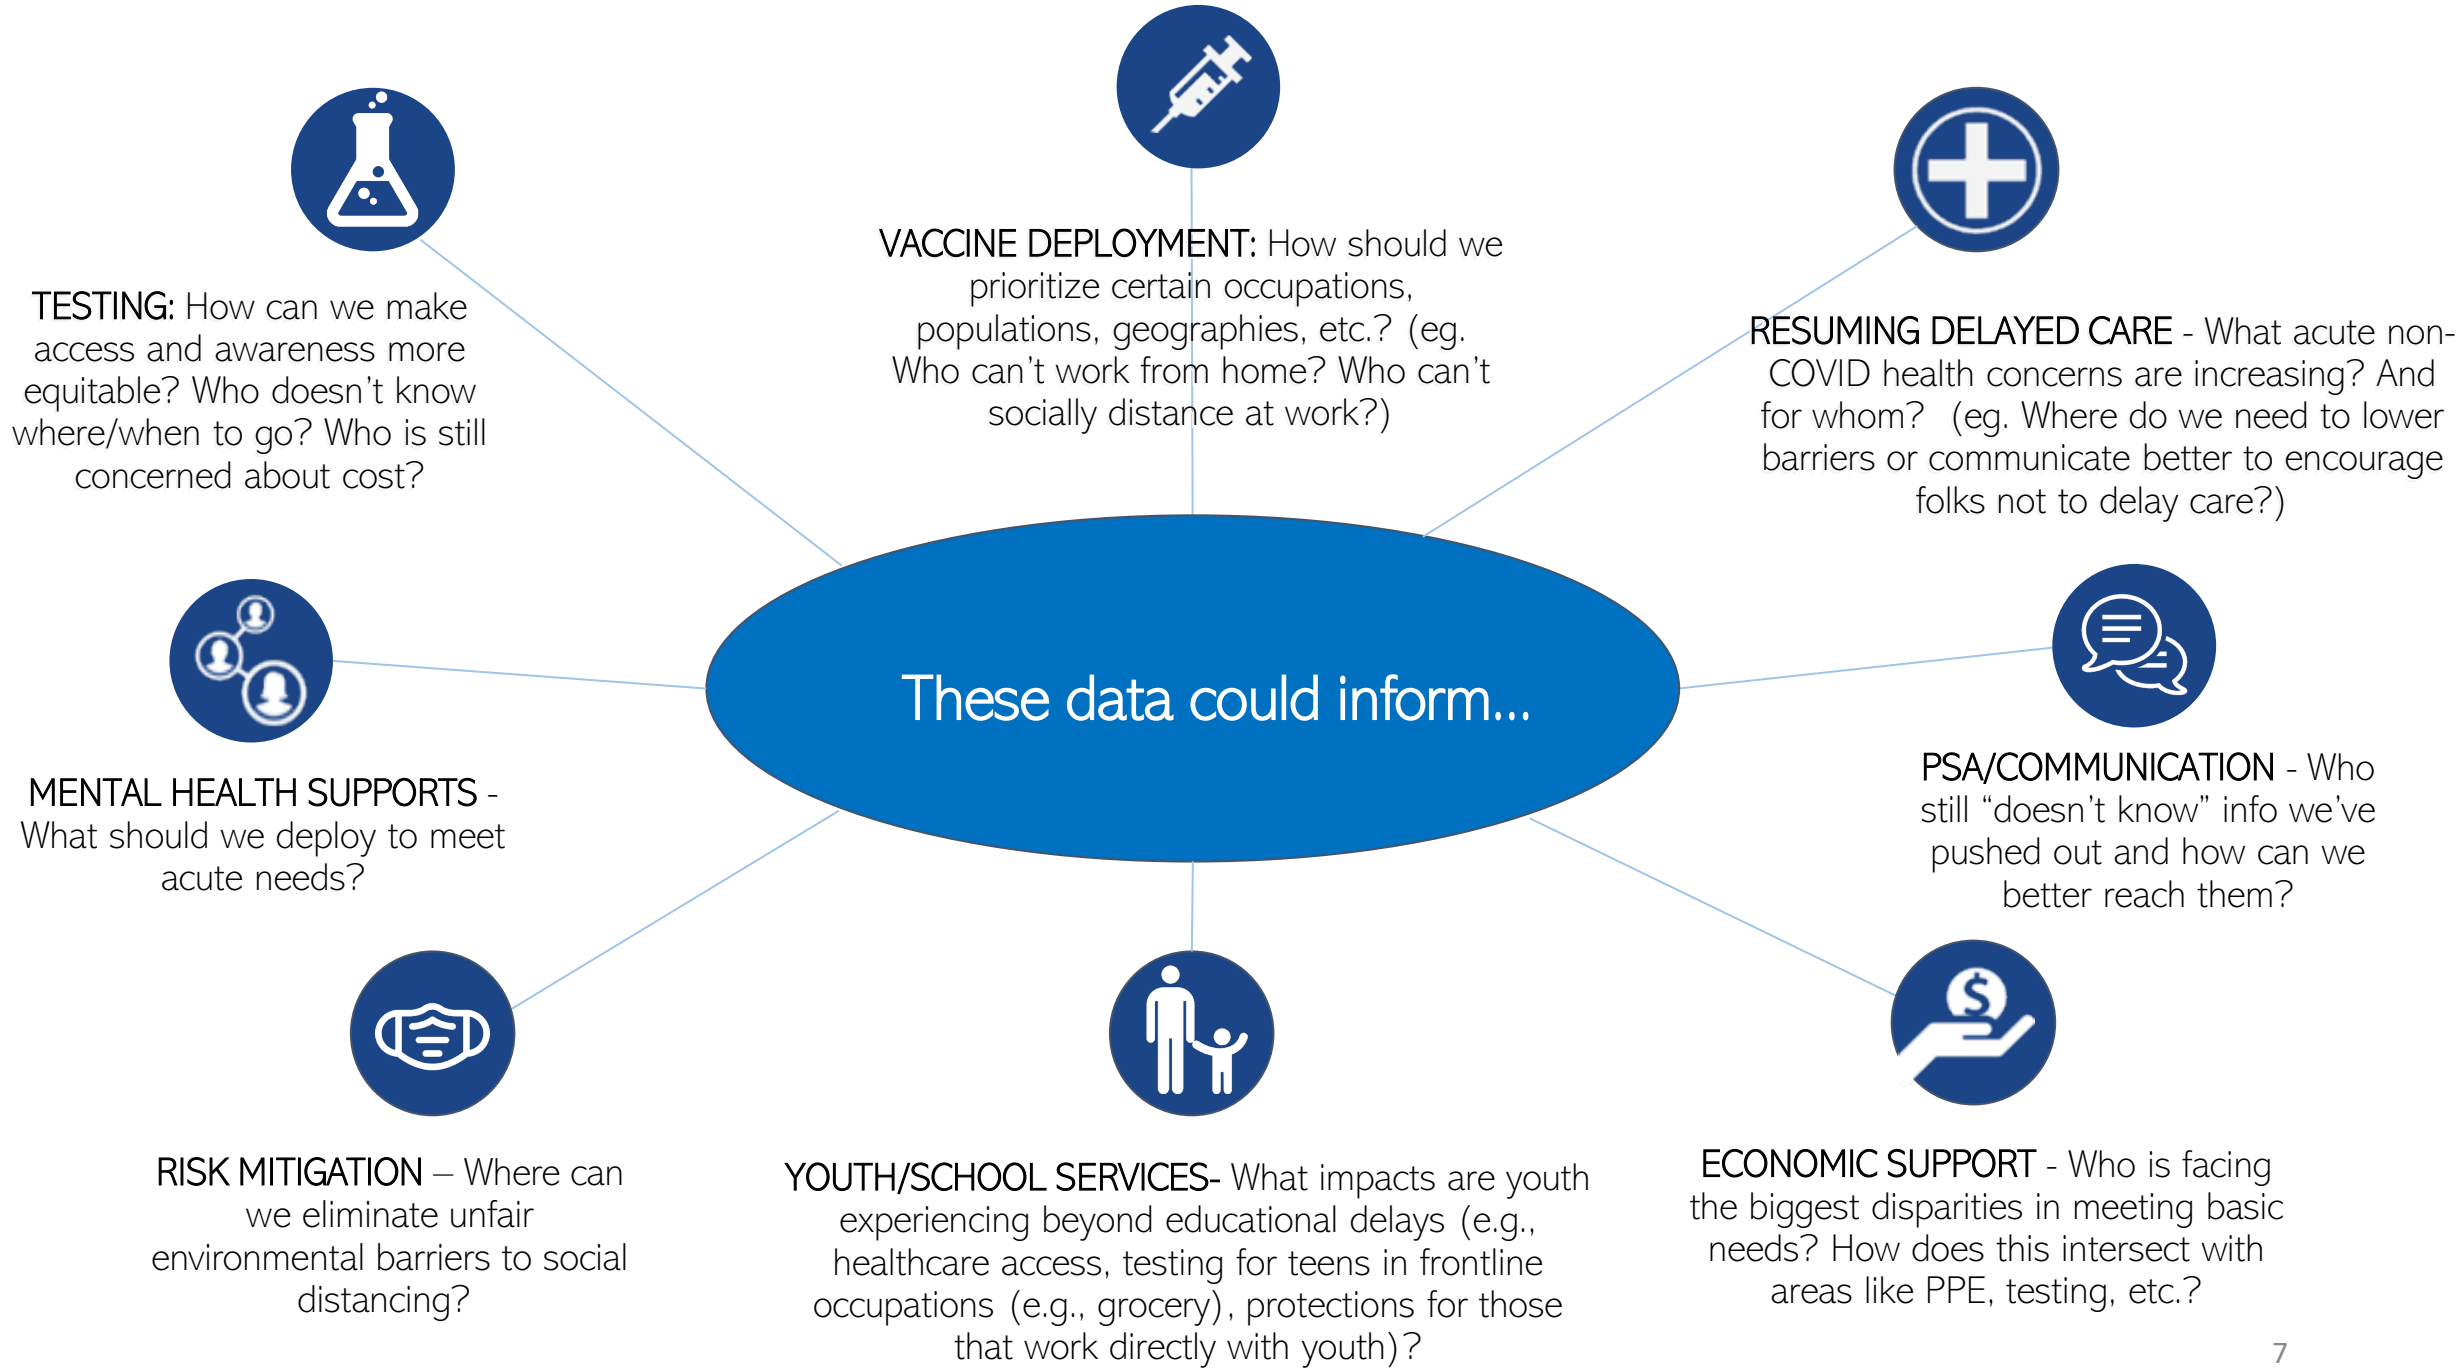 TESTING: How can we make
access and awareness more
equitable? Who doesn't know
where/when to go? Who is still
concerned about cost?
VACCINE DEPLOYMENT: How should we
prioritize certain occupations,
populations, geographies, etc.? (eg.
Who can't work from home? Who can't
socially distance at work?)
RESUMING DELAYED CARE - What acute non-
COVID health concerns are increasing? And
for whom? (eg. Where do we need to lower
barriers or communicate better to encourage
folks not to delay care?)
These data could inform...
MENTAL HEALTH SUPPORTS -
What should we deploy to meet
acute needs?
PSA/COMMUNICATION - Who
still “doesn't know” info we've
pushed out and how can we
better reach them?
$
RISK MITIGATION – Where can
we eliminate unfair
environmental barriers to social
distancing?
YOUTH/SCHOOL SERVICES- What impacts are youth
experiencing beyond educational delays (e.g.,
healthcare access, testing for teens in frontline
occupations (e.g., grocery), protections for those
that work directly with youth)?
ECONOMIC SUPPORT - Who is facing
the biggest disparities in meeting basic
needs? How does this intersect with
areas like PPE, testing, etc.?
7